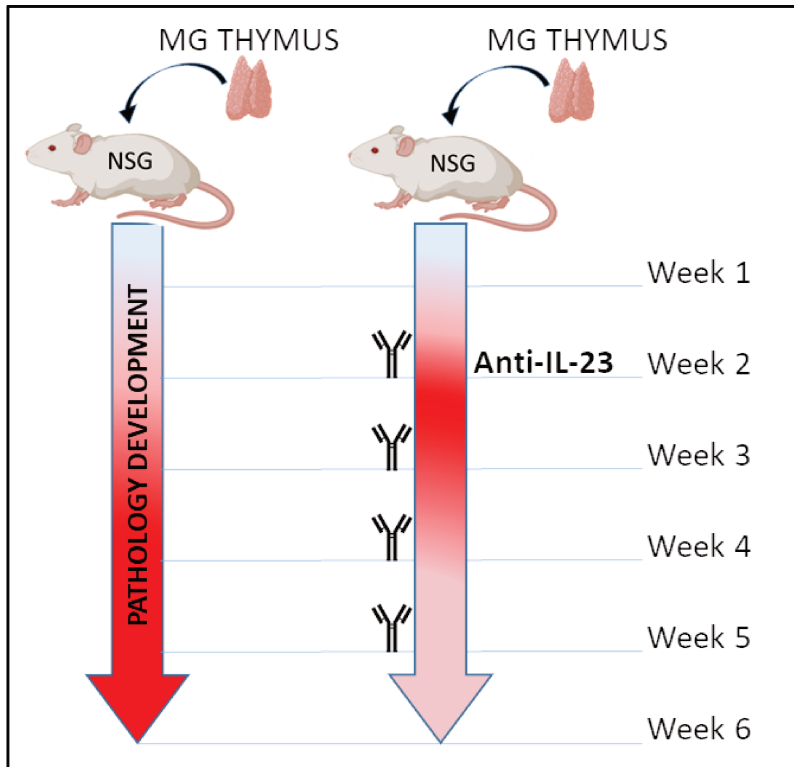 MG THYMUS
MG THYMUS
NSG
NSG
PATHOLOGY DEVELOPMENT
Week 1
Anti-IL-23
Week 2
Week 3
Week 4
Week 5
Week 6